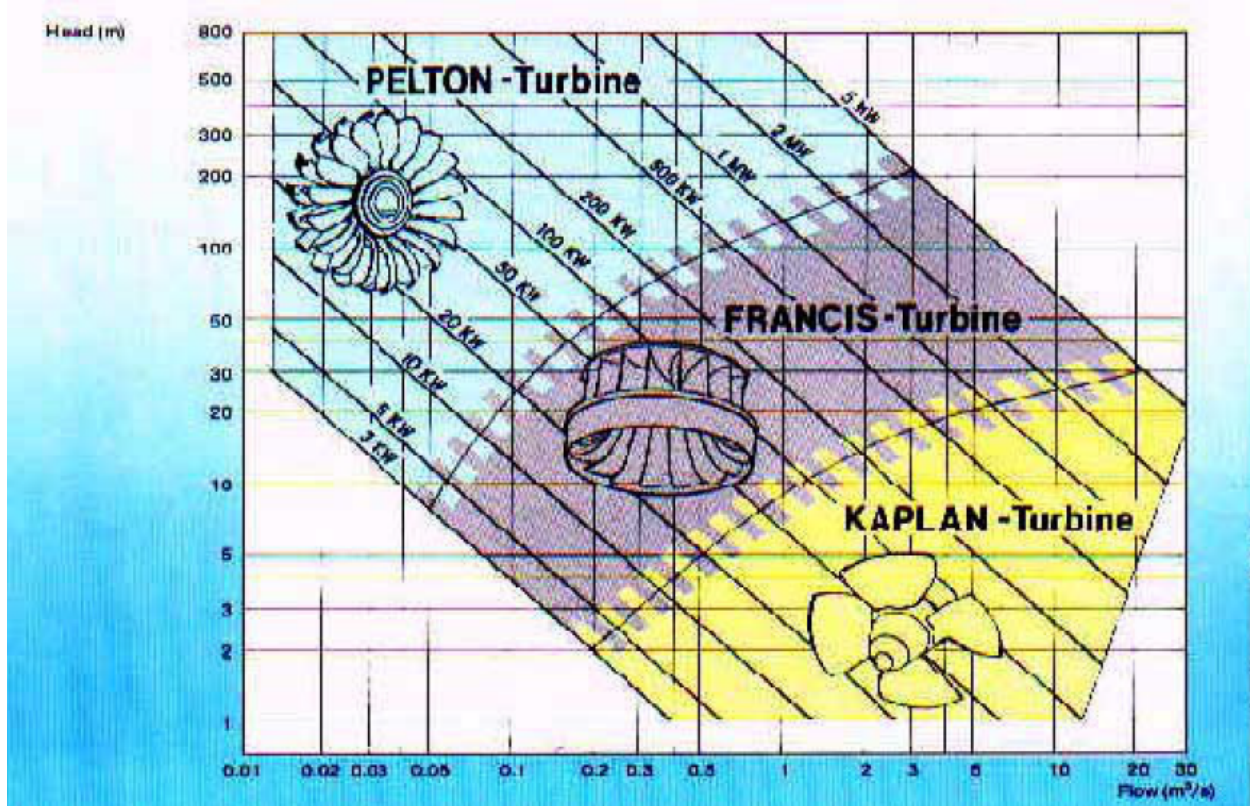 Head (m)
800
500
300
200
100
50
30
20
10
5
3
2
1
PELTON -Turbine
FRANCIS -Turbine
KAPLAN -Turbine
5 MW
2 MW
1 MW
500 KW
200 KW
100 KW
50 KW
20 KW
10 KW
5 KW
3 KW
0.01 0.02 0.03 0.05 0.1 0.2 0.3 0.5 1 2 3 5 10 20 30
Flow (m³/s)